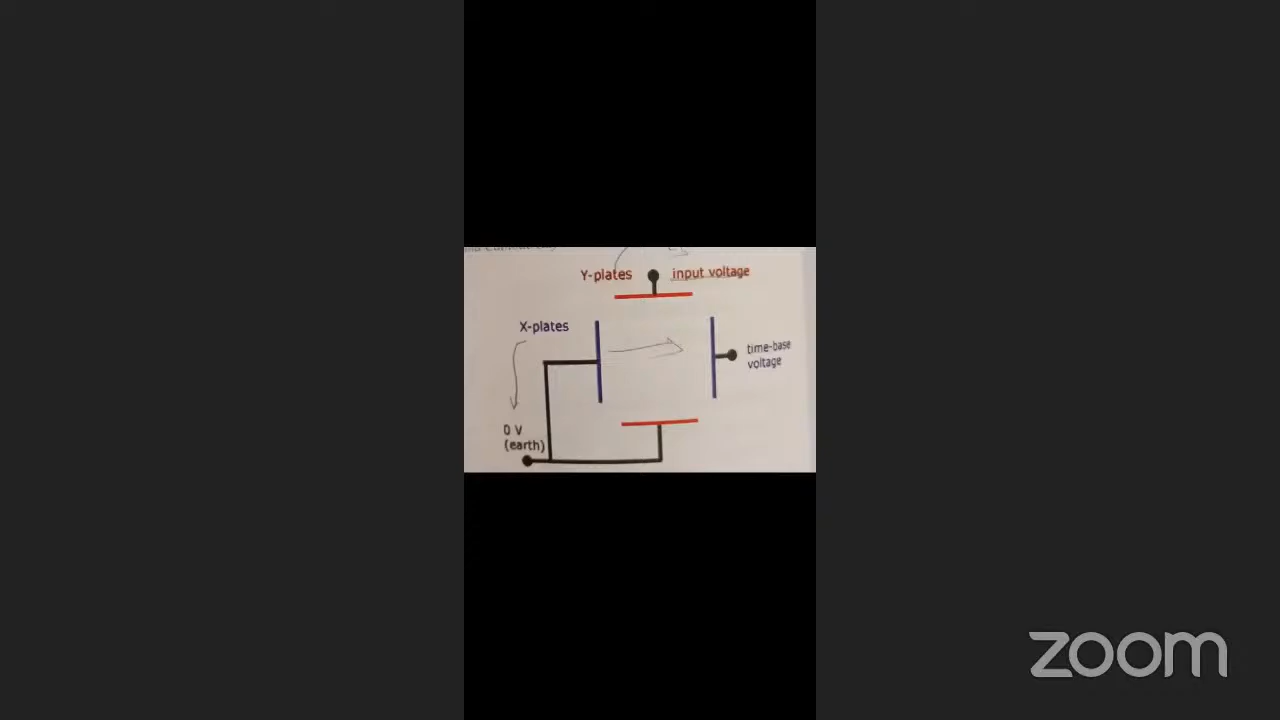 Y-plates input voltage
X-plates
time-base
voltage
0 V
(earth)
zoom